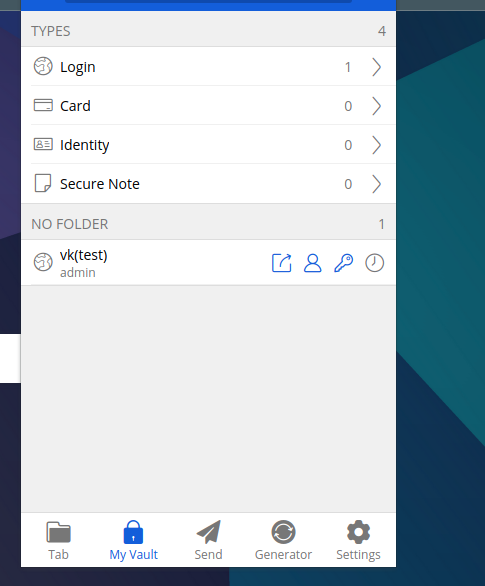 TYPES 4
Login 1
Card 0
Identity 0
Secure Note 0
NO FOLDER 1
vk(test)
admin
Tab My Vault Send Generator Settings